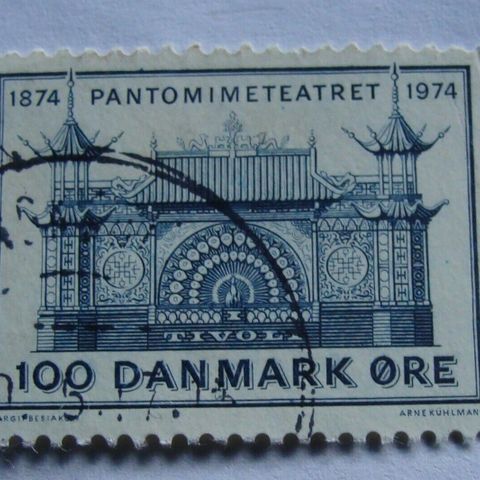 1874 PANTOMIMETEATRET 1974
I
TIVOLI
100 DANMARK ØRE
ARNE KÜHLMAN